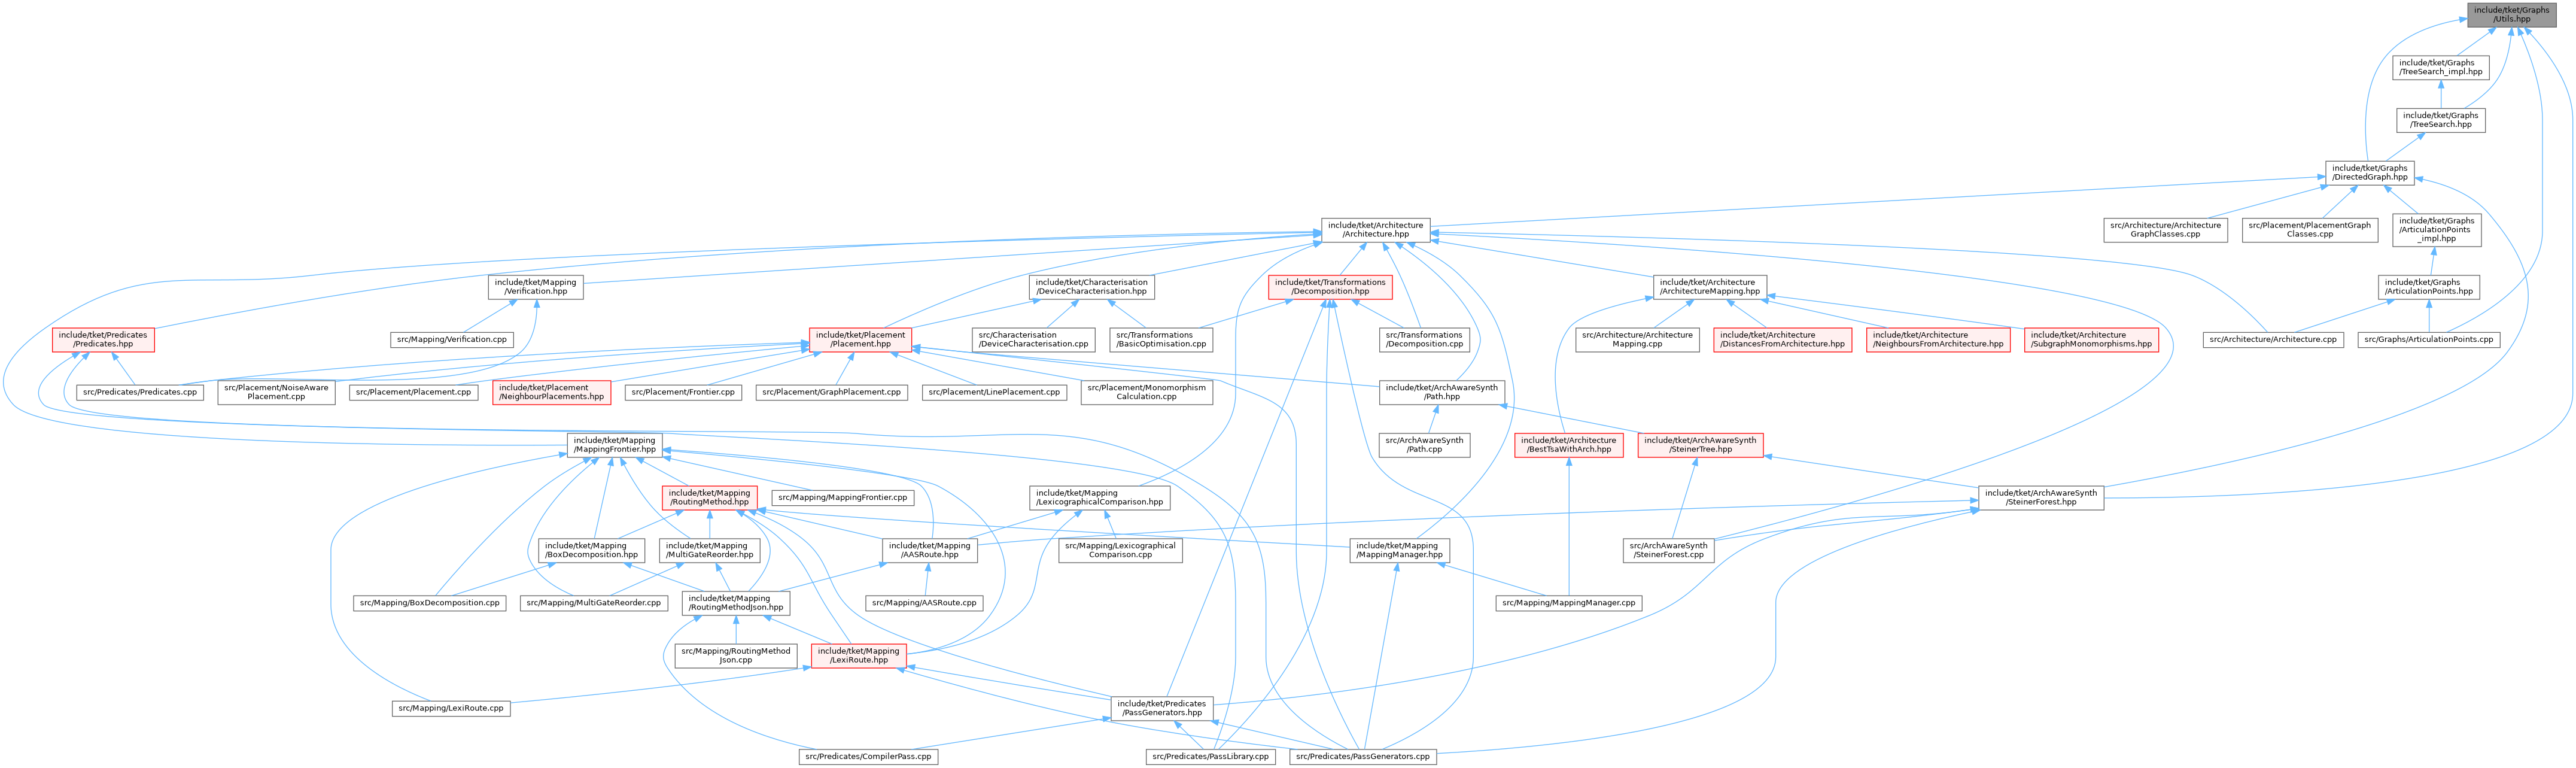 include/tket/Graphs
/Utils.hpp
include/tket/Graphs
/TreeSearch_impl.hpp
include/tket/Graphs
/TreeSearch.hpp
include/tket/Graphs
/DirectedGraph.hpp
include/tket/Architecture
/Architecture.hpp
src/Architecture/Architecture
GraphClasses.cpp
src/Placement/PlacementGraph
Classes.cpp
include/tket/Graphs
/ArticulationPoints
_impl.hpp
include/tket/Mapping
/Verification.hpp
include/tket/Characterisation
/DeviceCharacterisation.hpp
include/tket/Transformations
/Decomposition.hpp
include/tket/Architecture
/ArchitectureMapping.hpp
include/tket/Graphs
/ArticulationPoints.hpp
include/tket/Predicates
/Predicates.hpp
src/Mapping/Verification.cpp
include/tket/Placement
/Placement.hpp
src/Characterisation
/DeviceCharacterisation.cpp
src/Transformations
/BasicOptimisation.cpp
src/Transformations
/Decomposition.cpp
src/Architecture/Architecture
Mapping.cpp
include/tket/Architecture
/DistancesFromArchitecture.hpp
include/tket/Architecture
/NeighboursFromArchitecture.hpp
include/tket/Architecture
/SubgraphMonomorphisms.hpp
src/Architecture/Architecture.cpp
src/Graphs/ArticulationPoints.cpp
src/Predicates/Predicates.cpp
src/Placement/NoiseAware
Placement.cpp
src/Placement/Placement.cpp
include/tket/Placement
/NeighbourPlacements.hpp
src/Placement/Frontier.cpp
src/Placement/GraphPlacement.cpp
src/Placement/LinePlacement.cpp
src/Placement/Monomorphism
Calculation.cpp
include/tket/ArchAwareSynth
/Path.hpp
include/tket/Mapping
/MappingFrontier.hpp
src/ArchAwareSynth
/Path.cpp
include/tket/Architecture
/BestTsaWithArch.hpp
include/tket/ArchAwareSynth
/SteinerTree.hpp
include/tket/Mapping
/RoutingMethod.hpp
src/Mapping/MappingFrontier.cpp
include/tket/Mapping
/LexicographicalComparison.hpp
include/tket/ArchAwareSynth
/SteinerForest.hpp
include/tket/Mapping
/BoxDecomposition.hpp
include/tket/Mapping
/MultiGateReorder.hpp
include/tket/Mapping
/AASRoute.hpp
src/Mapping/Lexicographical
Comparison.cpp
include/tket/Mapping
/MappingManager.hpp
src/ArchAwareSynth
/SteinerForest.cpp
src/Mapping/BoxDecomposition.cpp
src/Mapping/MultiGateReorder.cpp
include/tket/Mapping
/RoutingMethodJson.hpp
src/Mapping/AASRoute.cpp
src/Mapping/MappingManager.cpp
src/Mapping/RoutingMethod
Json.cpp
include/tket/Mapping
/LexiRoute.hpp
src/Mapping/LexiRoute.cpp
include/tket/Predicates
/PassGenerators.hpp
src/Predicates/CompilerPass.cpp
src/Predicates/PassLibrary.cpp
src/Predicates/PassGenerators.cpp